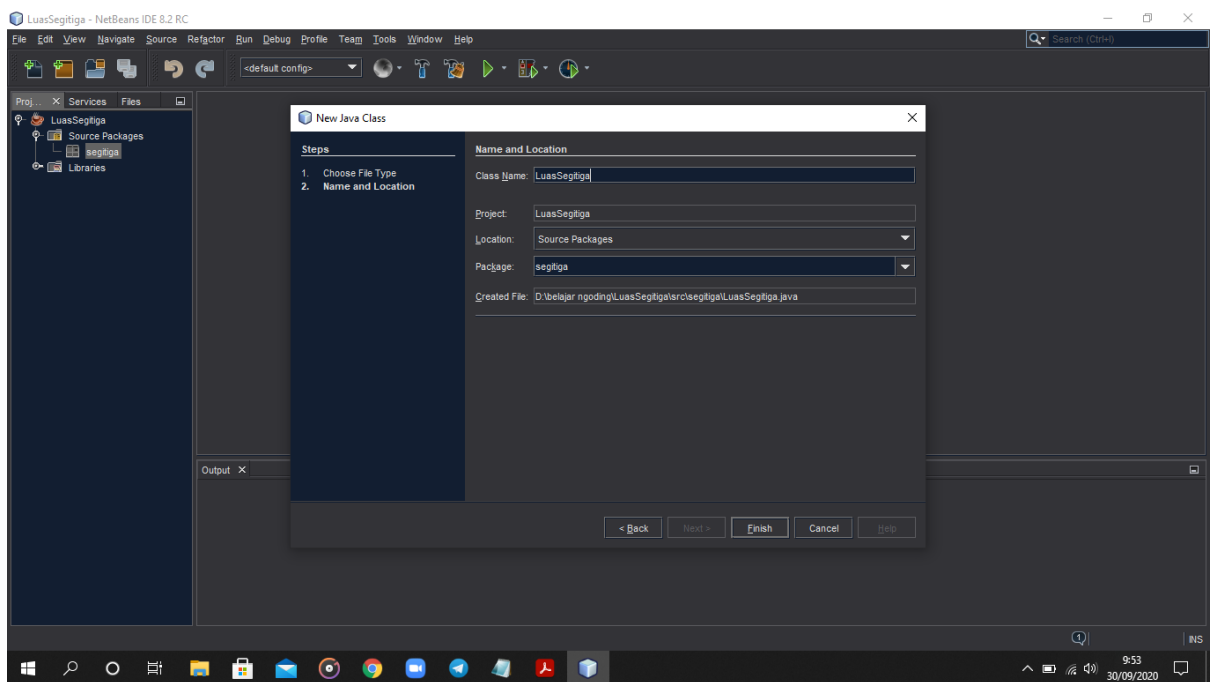 LuasSegitiga - NetBeans IDE 8.2 RC
File Edit View Navigate Source Refactor Run Debug Profile Team Tools Window Help
Search (Ctrl+I)
<default config>
Proj... Services Files
LuasSegitiga
Source Packages
segitiga
Libraries
New Java Class
Steps
1. Choose File Type
2. Name and Location
Name and Location
Class Name: LuasSegitiga
Project: LuasSegitiga
Location: Source Packages
Package: segitiga
Created File: D:\belajar ngoding\LuasSegitiga\src\segitiga\LuasSegitiga.java
< Back Next > Finish Cancel Help
Output
1
INS
9:53
30/09/2020